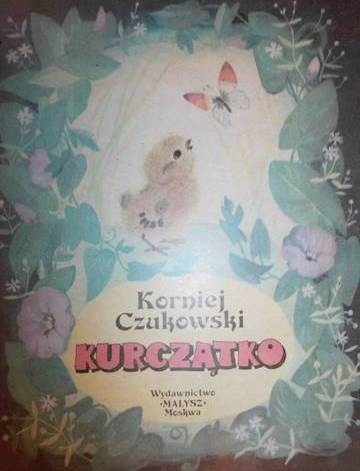 Korniej
Czukowski
KURCZĄTKO
Wydawnictwo
·MAŁYSZ·
Moskwa